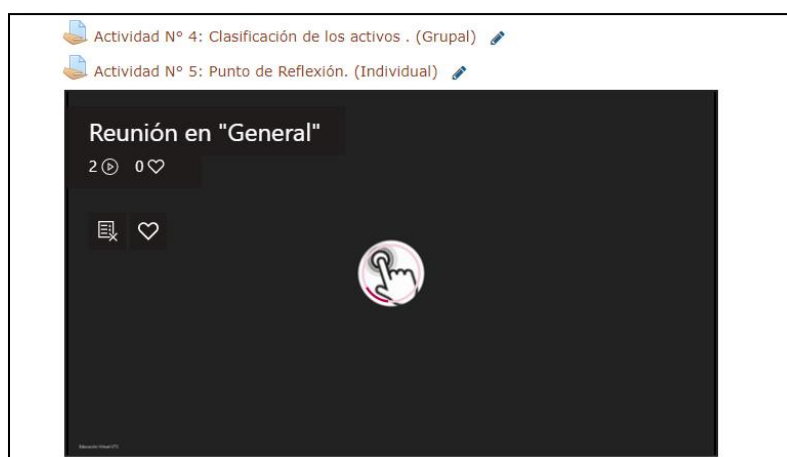 Actividad N° 4: Clasificación de los activos . (Grupal)
Actividad N° 5: Punto de Reflexión. (Individual)
Reunión en "General"
2 0